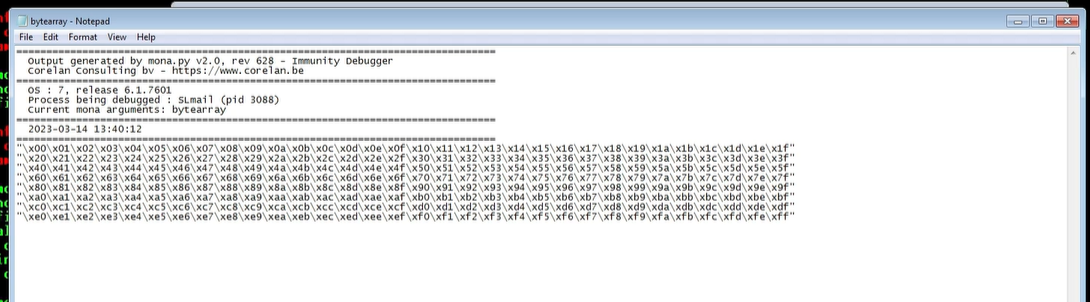 bytearray - Notepad
File Edit Format View Help
================================================================================
Output generated by mona.py v2.0, rev 628 - Immunity Debugger
Corelan Consulting bv - https://www.corelan.be
================================================================================
OS : 7, release 6.1.7601
Process being debugged : SLmail (pid 3088)
Current mona arguments: bytearray
================================================================================
2023-03-14 13:40:12
================================================================================
"\x00\x01\x02\x03\x04\x05\x06\x07\x08\x09\x0a\x0b\x0c\x0d\x0e\x0f\x10\x11\x12\x13\x14\x15\x16\x17\x18\x19\x1a\x1b\x1c\x1d\x1e\x1f"
"\x20\x21\x22\x23\x24\x25\x26\x27\x28\x29\x2a\x2b\x2c\x2d\x2e\x2f\x30\x31\x32\x33\x34\x35\x36\x37\x38\x39\x3a\x3b\x3c\x3d\x3e\x3f"
"\x40\x41\x42\x43\x44\x45\x46\x47\x48\x49\x4a\x4b\x4c\x4d\x4e\x4f\x50\x51\x52\x53\x54\x55\x56\x57\x58\x59\x5a\x5b\x5c\x5d\x5e\x5f"
"\x60\x61\x62\x63\x64\x65\x66\x67\x68\x69\x6a\x6b\x6c\x6d\x6e\x6f\x70\x71\x72\x73\x74\x75\x76\x77\x78\x79\x7a\x7b\x7c\x7d\x7e\x7f"
"\x80\x81\x82\x83\x84\x85\x86\x87\x88\x89\x8a\x8b\x8c\x8d\x8e\x8f\x90\x91\x92\x93\x94\x95\x96\x97\x98\x99\x9a\x9b\x9c\x9d\x9e\x9f"
"\xa0\xa1\xa2\xa3\xa4\xa5\xa6\xa7\xa8\xa9\xaa\xab\xac\xad\xae\xaf\xb0\xb1\xb2\xb3\xb4\xb5\xb6\xb7\xb8\xb9\xba\xbb\xbc\xbd\xbe\xbf"
"\xc0\xc1\xc2\xc3\xc4\xc5\xc6\xc7\xc8\xc9\xca\xcb\xcc\xcd\xce\xcf\xd0\xd1\xd2\xd3\xd4\xd5\xd6\xd7\xd8\xd9\xda\xdb\xdc\xdd\xde\xdf"
"\xe0\xe1\xe2\xe3\xe4\xe5\xe6\xe7\xe8\xe9\xea\xeb\xec\xed\xee\xef\xf0\xf1\xf2\xf3\xf4\xf5\xf6\xf7\xf8\xf9\xfa\xfb\xfc\xfd\xfe\xff"